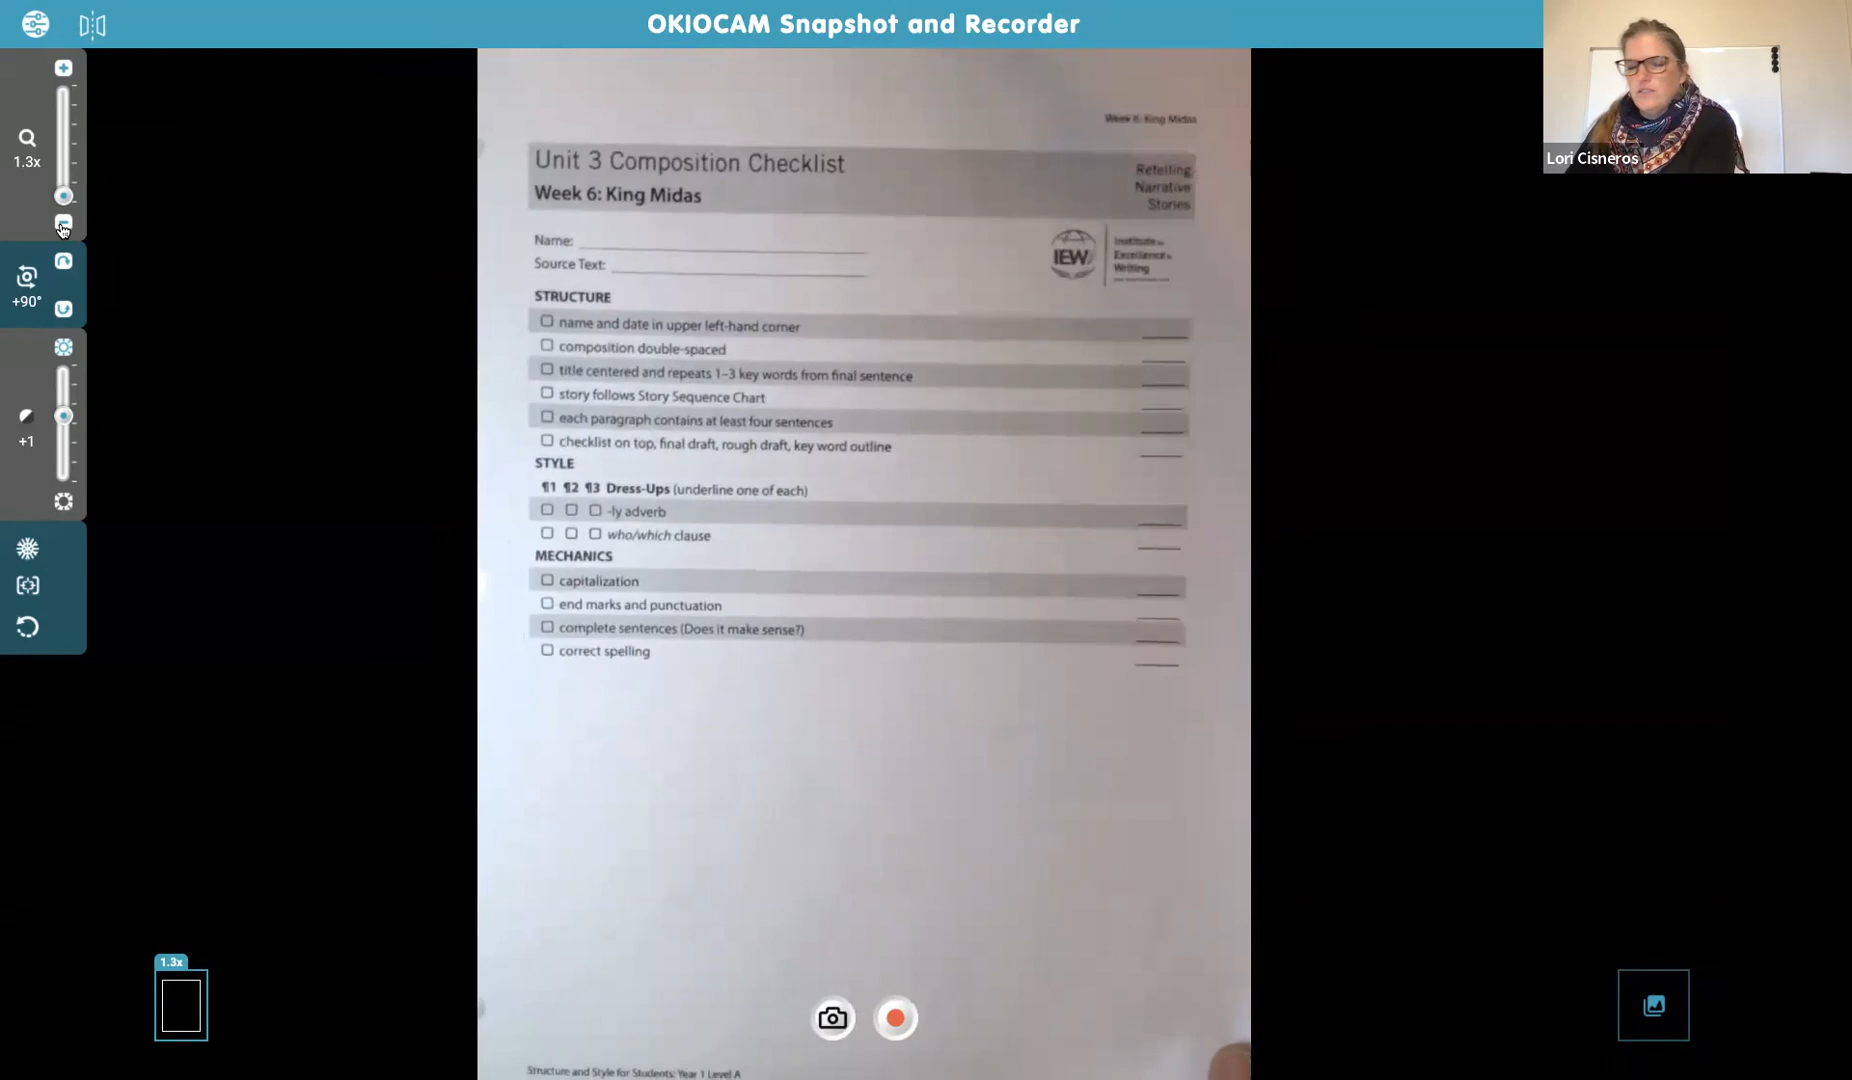 OKIOCAM Snapshot and Recorder
1.3x
+90°
+1
1.3x
Lori Cisneros
Week 6: King Midas
Unit 3 Composition Checklist
Week 6: King Midas
Retelling
Narrative
Stories
Name:
Source Text:
IEW
Institute for
Excellence in
Writing
STRUCTURE
name and date in upper left-hand corner
composition double-spaced
title centered and repeats 1–3 key words from final sentence
story follows Story Sequence Chart
each paragraph contains at least four sentences
checklist on top, final draft, rough draft, key word outline
STYLE
¶1 ¶2 ¶3 Dress-Ups (underline one of each)
-ly adverb
who/which clause
MECHANICS
capitalization
end marks and punctuation
complete sentences (Does it make sense?)
correct spelling
Structure and Style for Students: Year 1 Level A